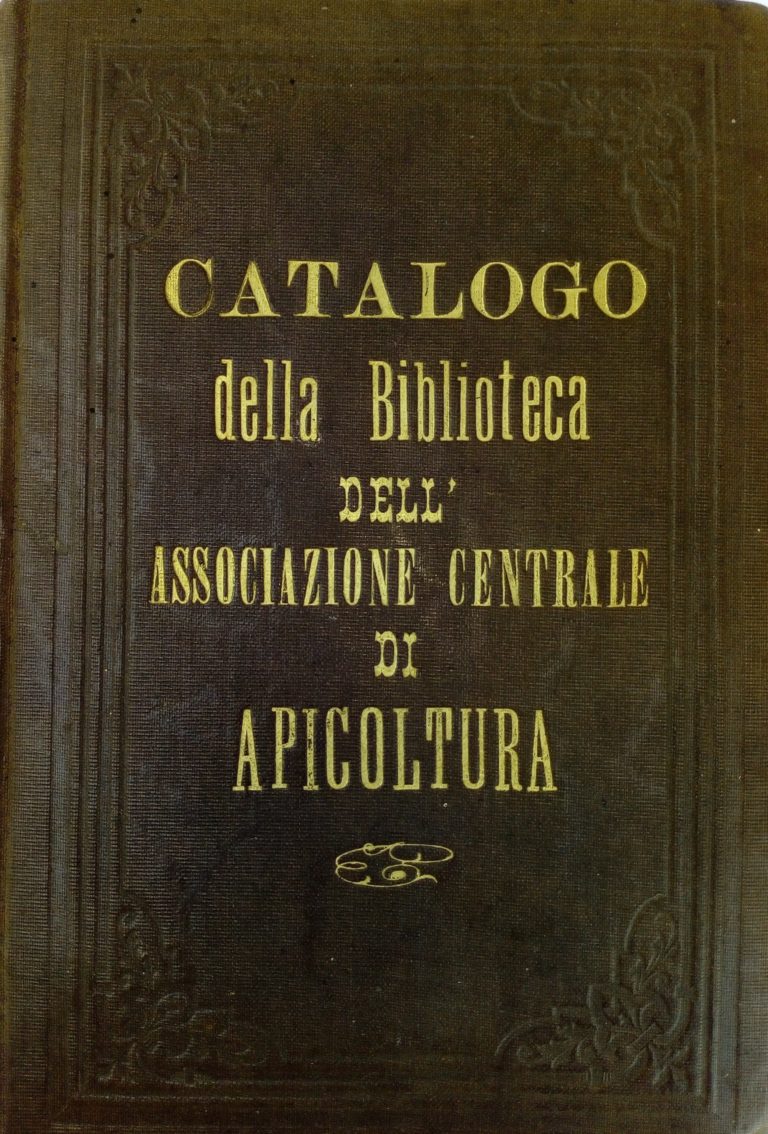 CATALOGO
della Biblioteca
DELL'
ASSOCIAZIONE CENTRALE
DI
APICOLTURA